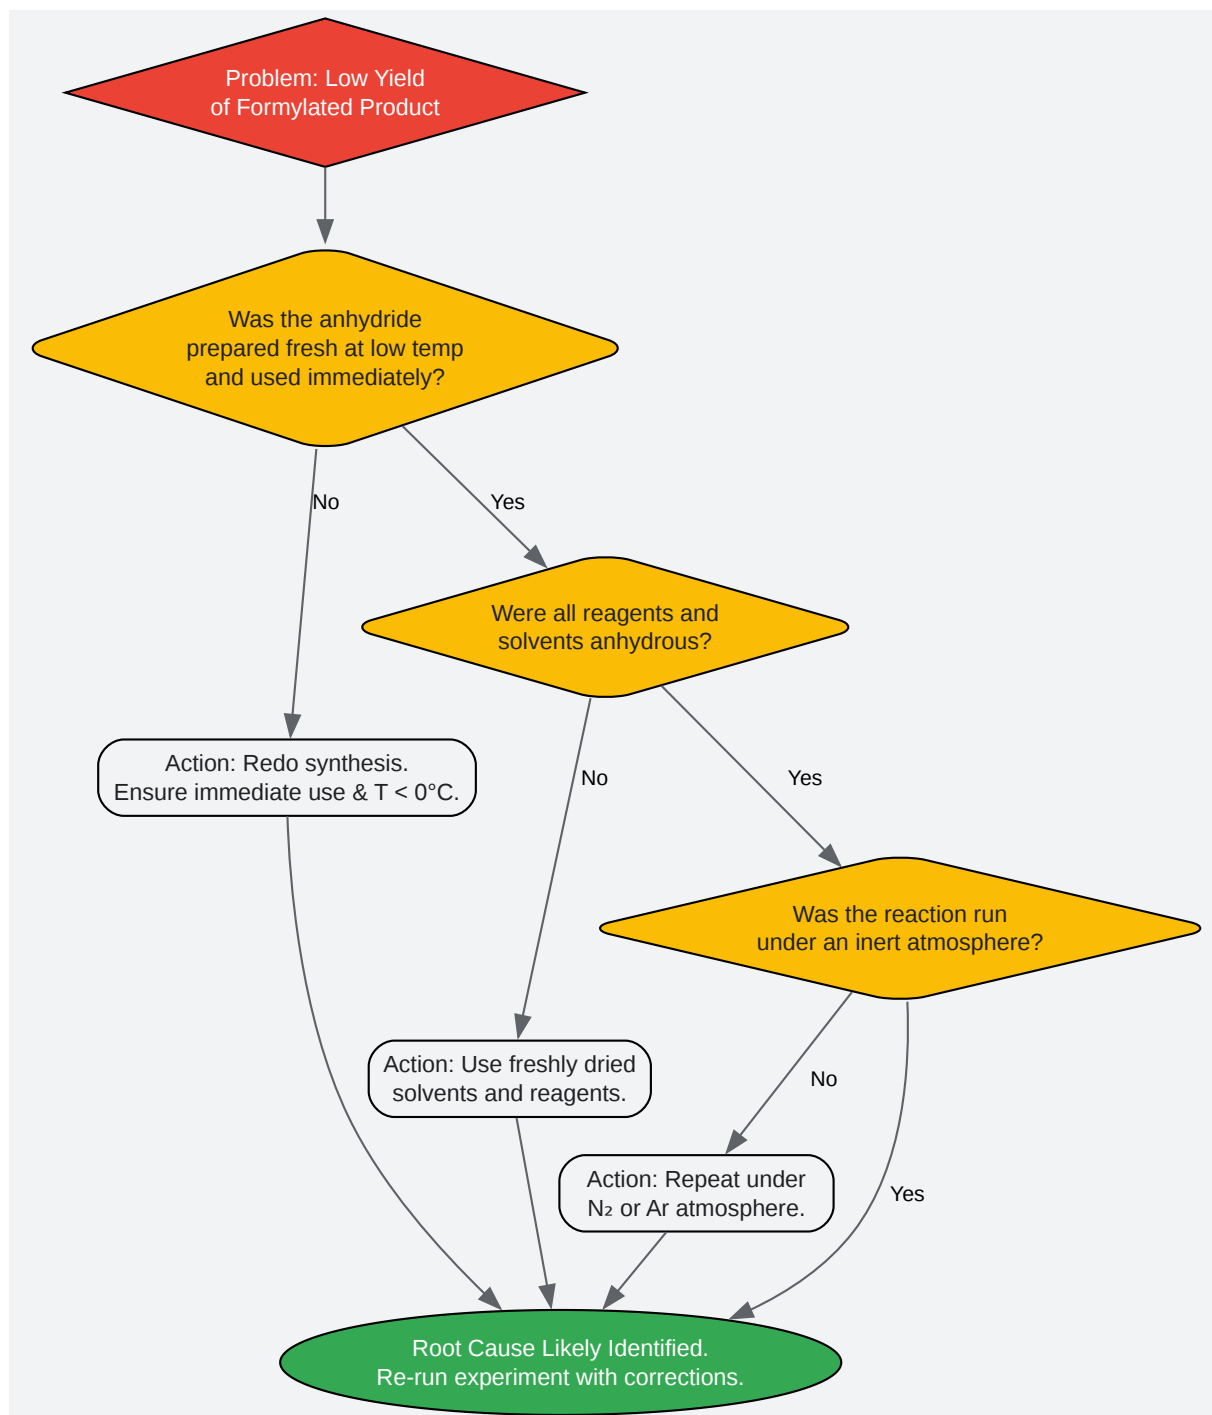 Problem: Low Yield
of Formylated Product
Was the anhydride
prepared fresh at low temp
and used immediately?
No
Yes
Were all reagents and
solvents anhydrous?
Action: Redo synthesis.
Ensure immediate use & T < 0°C.
No
Yes
Was the reaction run
under an inert atmosphere?
Action: Use freshly dried
solvents and reagents.
No
Action: Repeat under
N₂ or Ar atmosphere.
Yes
Root Cause Likely Identified.
Re-run experiment with corrections.